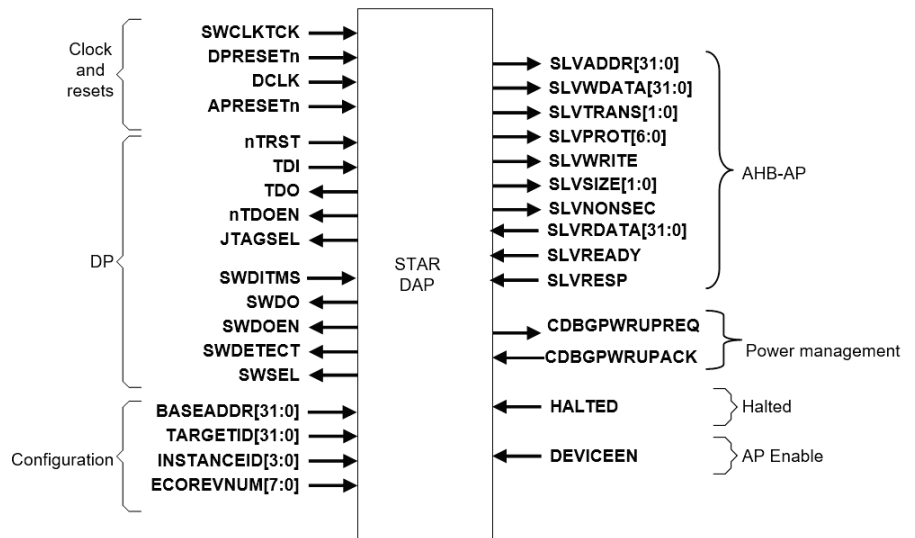 Clock
and
resets
SWCLKTCK
DPRESETn
DCLK
APRESETn
DP
nTRST
TDI
TDO
nTDOEN
JTAGSEL
SWDITMS
SWDO
SWDOEN
SWDETECT
SWSEL
Configuration
BASEADDR[31:0]
TARGETID[31:0]
INSTANCEID[3:0]
ECOREVNUM[7:0]
STAR
DAP
SLVADDR[31:0]
SLVWDATA[31:0]
SLVTRANS[1:0]
SLVPROT[6:0]
SLVWRITE
SLVSIZE[1:0]
SLVNONSEC
SLVRDATA[31:0]
SLVREADY
SLVRESP
AHB-AP
CDBGPWRUPREQ
CDBGPWRUPACK
Power management
HALTED
Halted
DEVICEEN
AP Enable